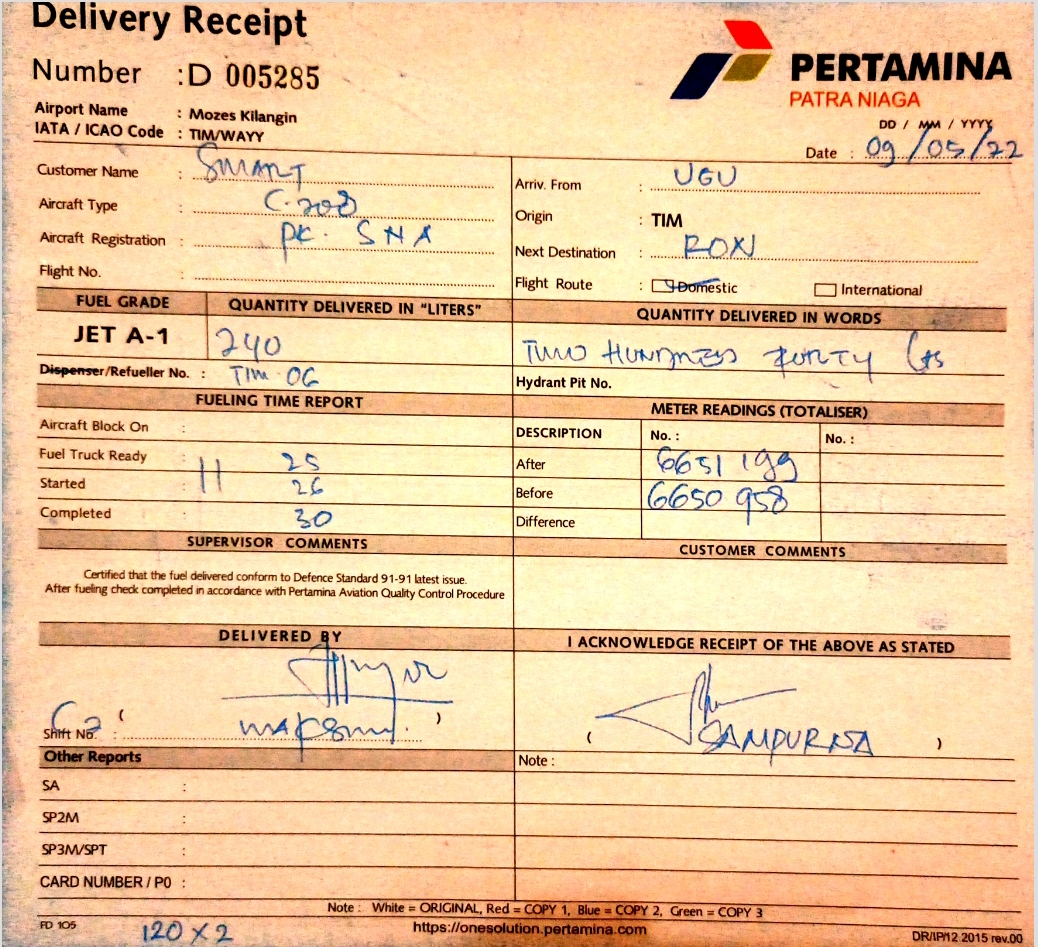 Delivery Receipt
Number : D 005285
PERTAMINA
PATRA NIAGA
Airport Name : Mozes Kilangin
IATA / ICAO Code : TIM/WAYY
DD / MM / YYYY
Date : 09/05/22
Customer Name : SMART
Aircraft Type : C-208
Aircraft Registration : PK. SNA
Flight No. :
Arriv. From : UGU
Origin : TIM
Next Destination : ROXN
Flight Route : Domestic International
FUEL GRADE QUANTITY DELIVERED IN "LITERS" QUANTITY DELIVERED IN WORDS
JET A-1 240 TWO HUNDRED FOURTY
Dispenser/Refueller No. : TIM 06 Hydrant Pit No.
FUELING TIME REPORT METER READINGS (TOTALISER)
Aircraft Block On :
Fuel Truck Ready : 25
Started : 11 26
Completed : 30
DESCRIPTION No. : No. :
After 6651 199
Before 6650 958
Difference
SUPERVISOR COMMENTS CUSTOMER COMMENTS
Certified that the fuel delivered conform to Defence Standard 91-91 latest issue.
After fueling check completed in accordance with Pertamina Aviation Quality Control Procedure
DELIVERED BY I ACKNOWLEDGE RECEIPT OF THE ABOVE AS STATED
( )
Shift No. :
( SAMPURNA )
Other Reports Note :
SA :
SP2M :
SP3M/SPT :
CARD NUMBER / P0 :
Note : White = ORIGINAL, Red = COPY 1, Blue = COPY 2, Green = COPY 3
FD 105 120 x 2 https://onesolution.pertamina.com DR/IP/12 2015 rev.00